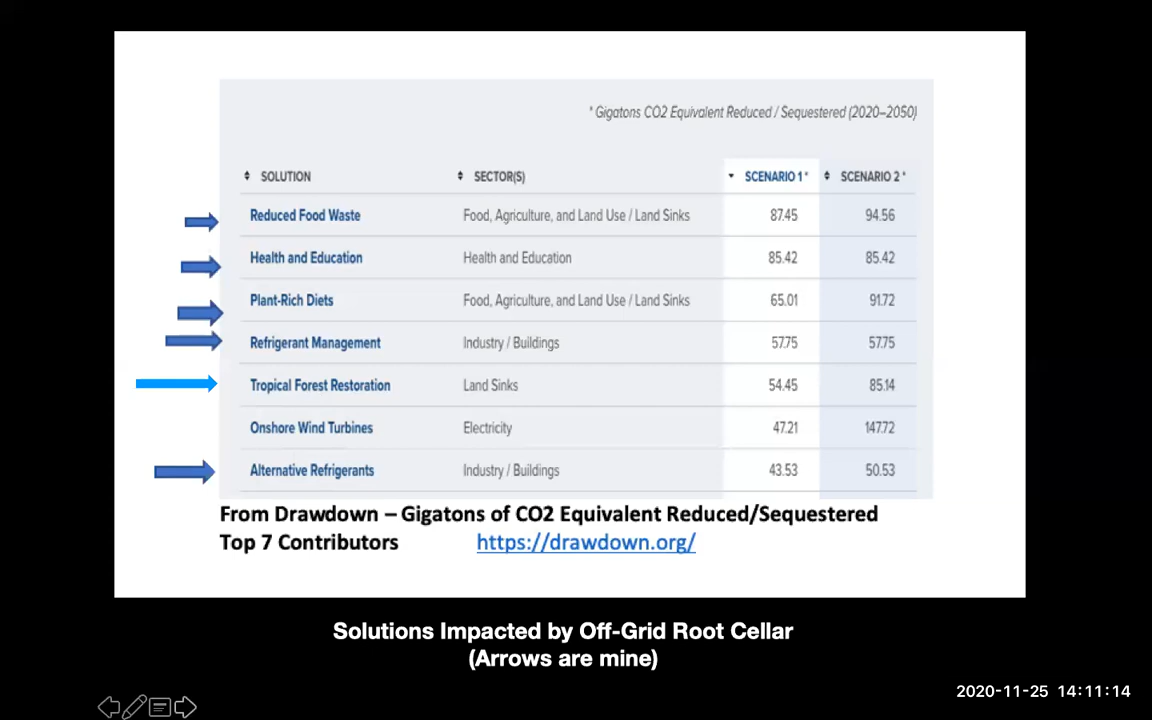 * Gigatons CO2 Equivalent Reduced / Sequestered (2020–2050)
SOLUTION SECTOR(S) SCENARIO 1 * SCENARIO 2 *
Reduced Food Waste Food, Agriculture, and Land Use / Land Sinks 87.45 94.56
Health and Education Health and Education 85.42 85.42
Plant-Rich Diets Food, Agriculture, and Land Use / Land Sinks 65.01 91.72
Refrigerant Management Industry / Buildings 57.75 57.75
Tropical Forest Restoration Land Sinks 54.45 85.14
Onshore Wind Turbines Electricity 47.21 147.72
Alternative Refrigerants Industry / Buildings 43.53 50.53
From Drawdown – Gigatons of CO2 Equivalent Reduced/Sequestered
Top 7 Contributors https://drawdown.org/
Solutions Impacted by Off-Grid Root Cellar
(Arrows are mine)
2020-11-25 14:11:14